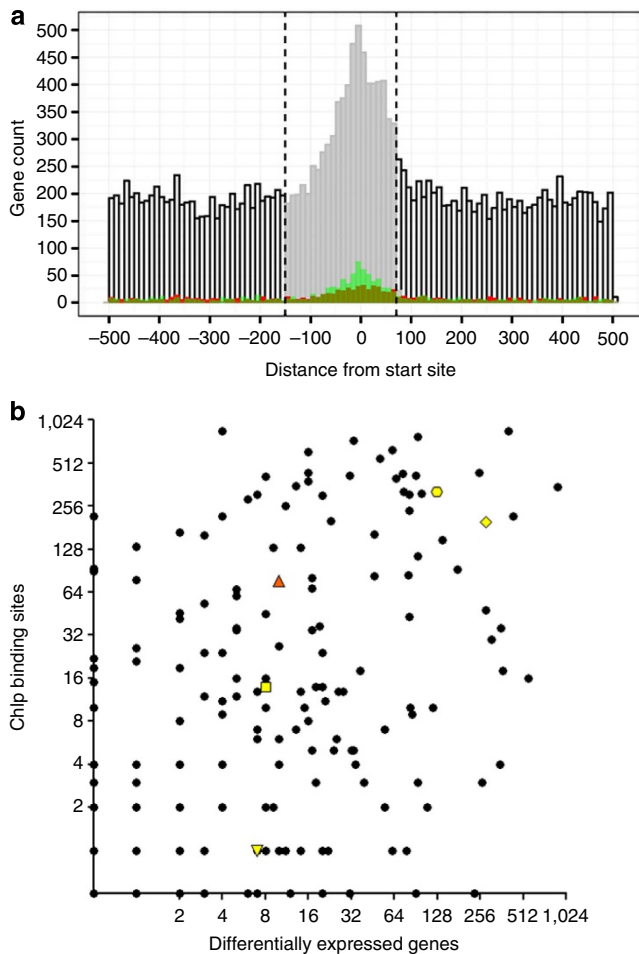 a
500
450
400
350
300
250
200
150
100
50
0
Gene count
−500 −400 −300 −200 −100 0 100 200 300 400 500
Distance from start site
b
1,024
512
256
128
64
32
16
8
4
2
ChIp binding sites
2 4 8 16 32 64 128 256 512 1,024
Differentially expressed genes